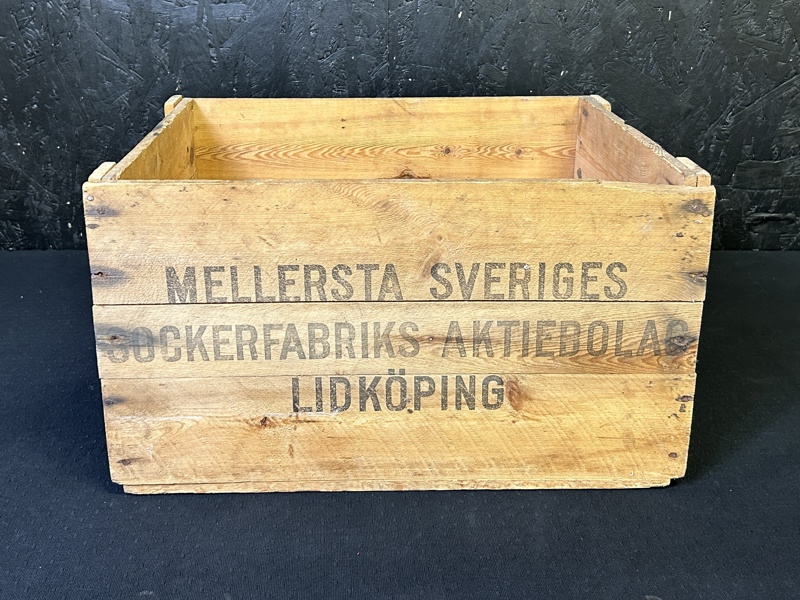 MELLERSTA SVERIGES
SOCKERFABRIKS AKTIEBOLAG
LIDKÖPING